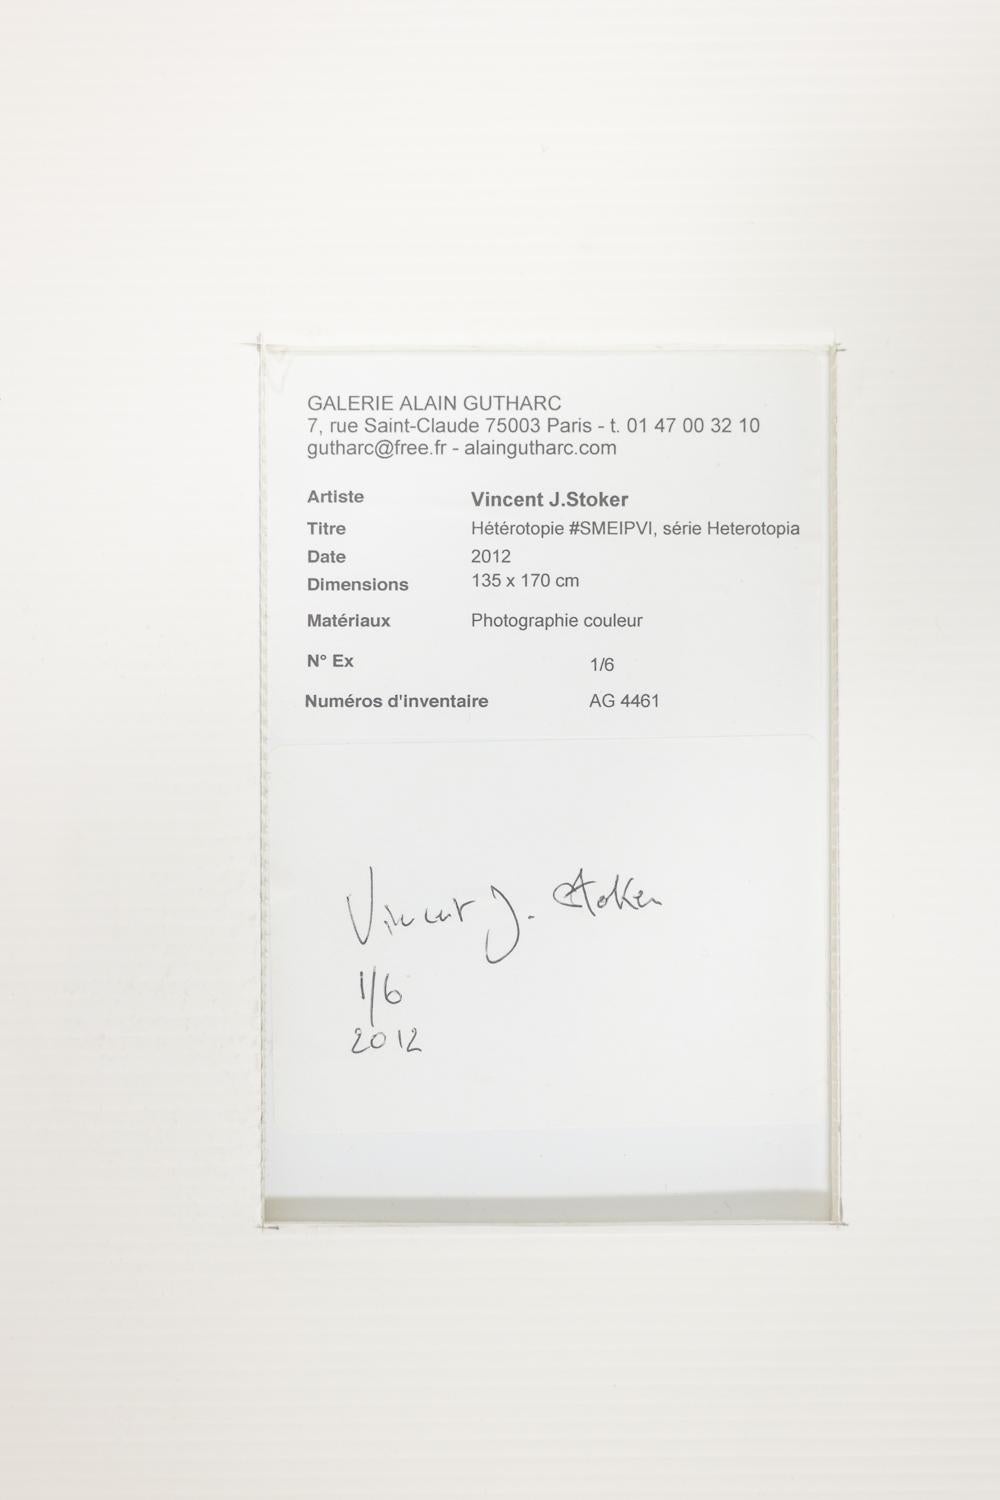 GALERIE ALAIN GUTHARC
7, rue Saint-Claude 75003 Paris - t. 01 47 00 32 10
gutharc@free.fr - alaingutharc.com
Artiste Vincent J.Stoker
Titre Hétérotopie #SMEIPVI, série Heterotopia
Date 2012
Dimensions 135 x 170 cm
Matériaux Photographie couleur
N° Ex 1/6
Numéros d'inventaire AG 4461
Vincent J. Stoker
1/6
2012